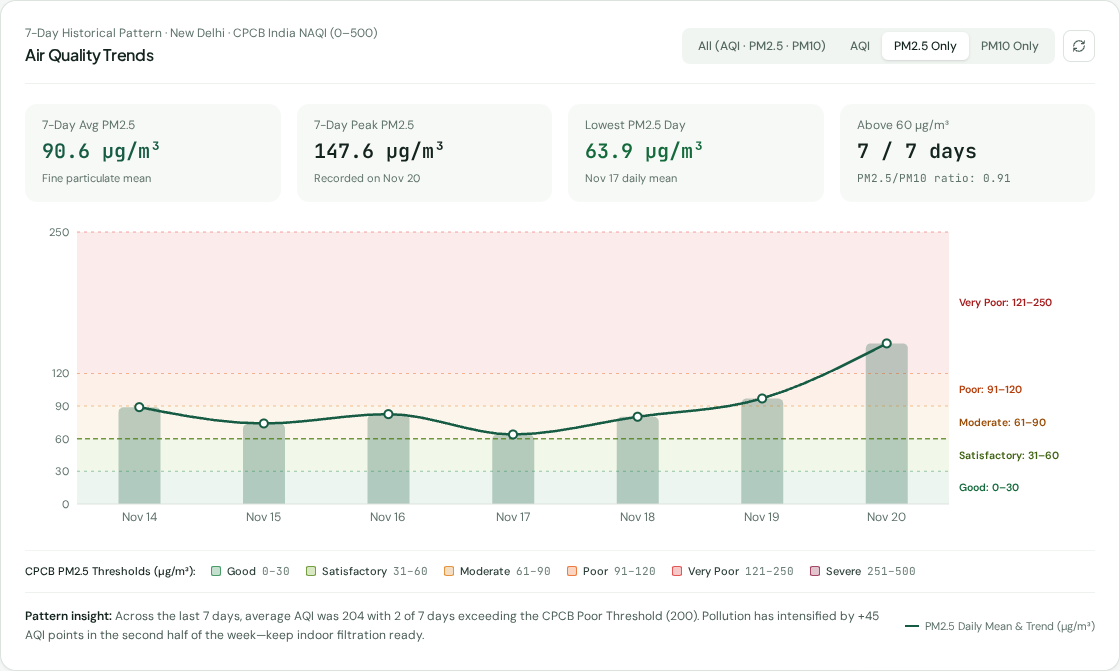 7-Day Historical Pattern · New Delhi · CPCB India NAQI (0–500)
Air Quality Trends
All (AQI · PM2.5 · PM10)
AQI
PM2.5 Only
PM10 Only
7-Day Avg PM2.5
90.6 µg/m³
Fine particulate mean
7-Day Peak PM2.5
147.6 µg/m³
Recorded on Nov 20
Lowest PM2.5 Day
63.9 µg/m³
Nov 17 daily mean
Above 60 µg/m³
7 / 7 days
PM2.5/PM10 ratio: 0.91
250
120
90
60
30
0
Very Poor: 121–250
Poor: 91–120
Moderate: 61–90
Satisfactory: 31–60
Good: 0–30
Nov 14
Nov 15
Nov 16
Nov 17
Nov 18
Nov 19
Nov 20
CPCB PM2.5 Thresholds (µg/m³):
Good 0–30
Satisfactory 31–60
Moderate 61–90
Poor 91–120
Very Poor 121–250
Severe 251–500
Pattern insight: Across the last 7 days, average AQI was 204 with 2 of 7 days exceeding the CPCB Poor Threshold (200). Pollution has intensified by +45
AQI points in the second half of the week—keep indoor filtration ready.
PM2.5 Daily Mean & Trend (µg/m³)